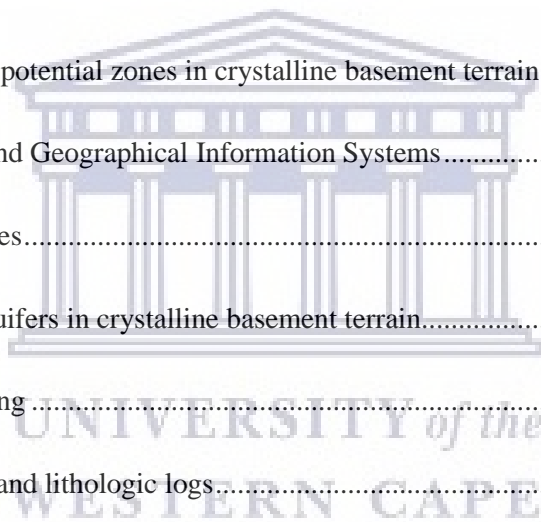 potential zones in crystalline basement terrain
nd Geographical Information Systems...............
es.......................................................................
uifers in crystalline basement terrain..................
ng .......................................................................
UNIVERSITY of the
and lithologic logs................................................
WESTERN CAPE